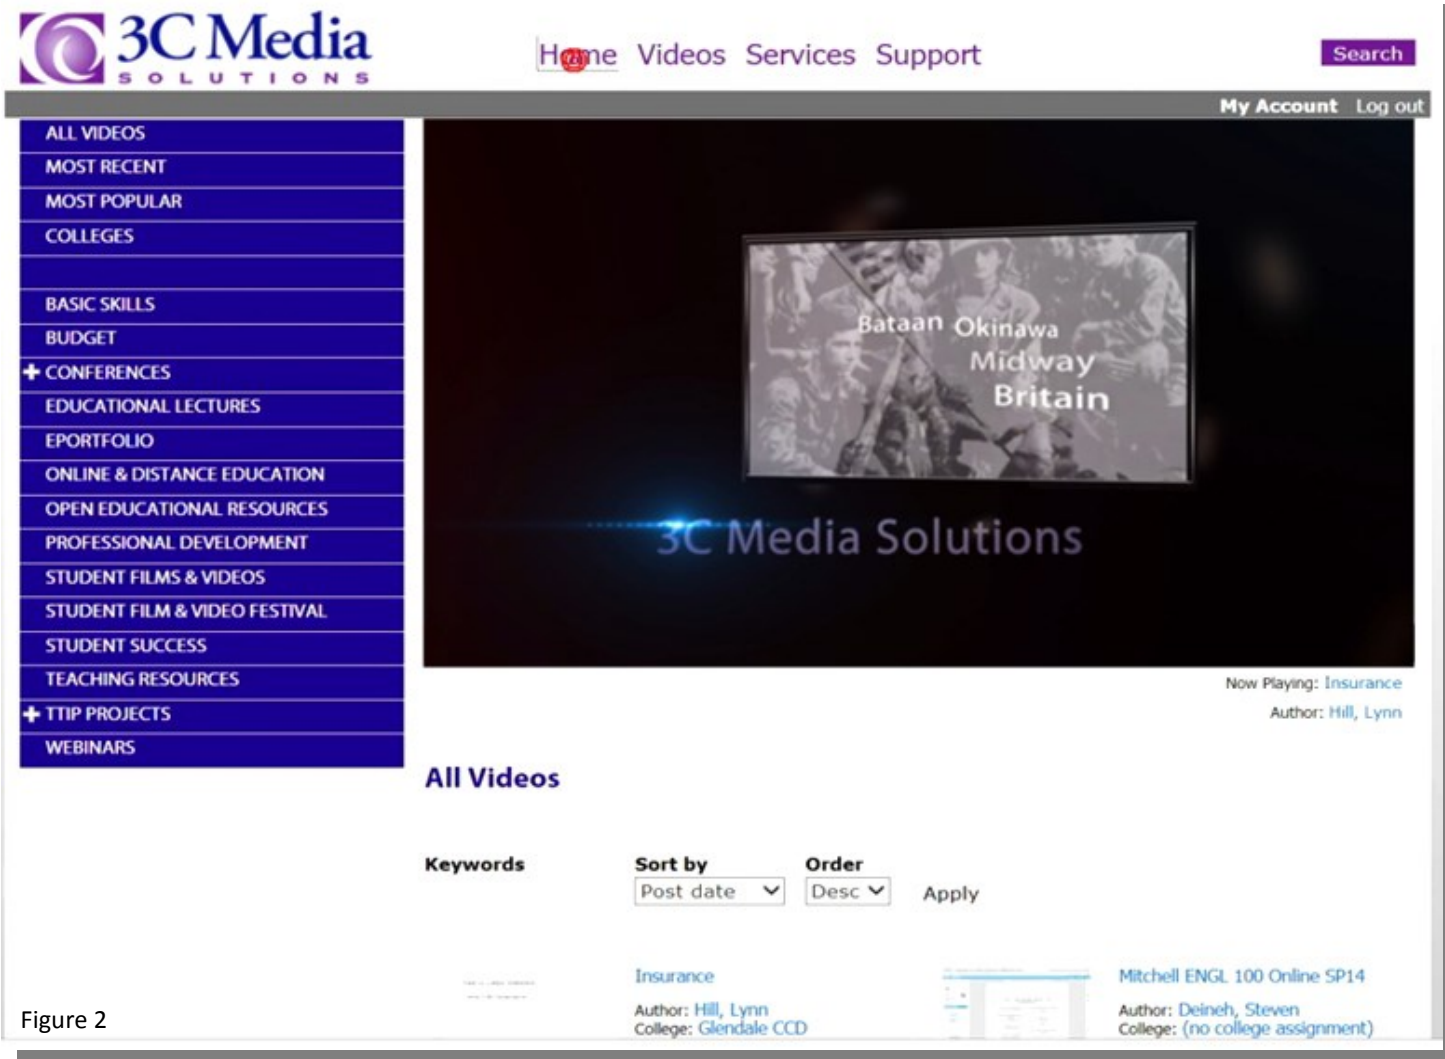 3C Media
SOLUTIONS
Home Videos Services Support
Search
My Account Log out
ALL VIDEOS
MOST RECENT
MOST POPULAR
COLLEGES
BASIC SKILLS
BUDGET
CONFERENCES
EDUCATIONAL LECTURES
EPORTFOLIO
ONLINE & DISTANCE EDUCATION
OPEN EDUCATIONAL RESOURCES
PROFESSIONAL DEVELOPMENT
STUDENT FILMS & VIDEOS
STUDENT FILM & VIDEO FESTIVAL
STUDENT SUCCESS
TEACHING RESOURCES
TTIP PROJECTS
WEBINARS
Bataan Okinawa
Midway
Britain
3C Media Solutions
Now Playing: Insurance
Author: Hill, Lynn
All Videos
Keywords Sort by Order
Post date Desc Apply
Insurance
Author: Hill, Lynn
College: Glendale CCD
Mitchell ENGL 100 Online SP14
Author: Deineh, Steven
College: (no college assignment)
Figure 2